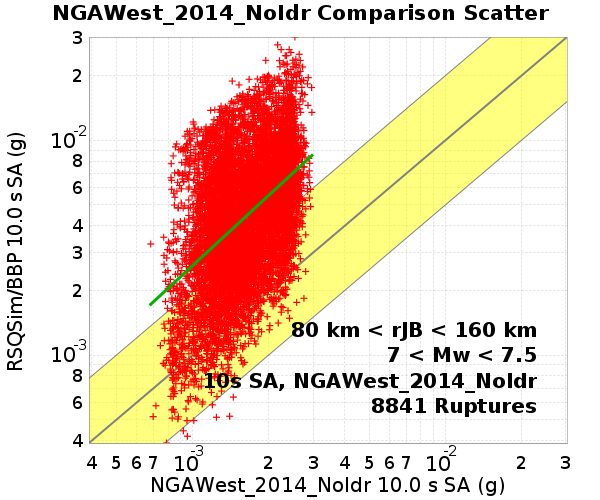 NGAWest_2014_NoIdr Comparison Scatter
3
2
10-2
8
6
4
3
2
10-3
8
6
4
RSQSim/BBP 10.0 s SA (g)
80 km < rJB < 160 km
7 < Mw < 7.5
10s SA, NGAWest_2014_NoIdr
8841 Ruptures
4 5 6 7 10-3 2 3 4 5 6 7 10-2 2 3
NGAWest_2014_NoIdr 10.0 s SA (g)